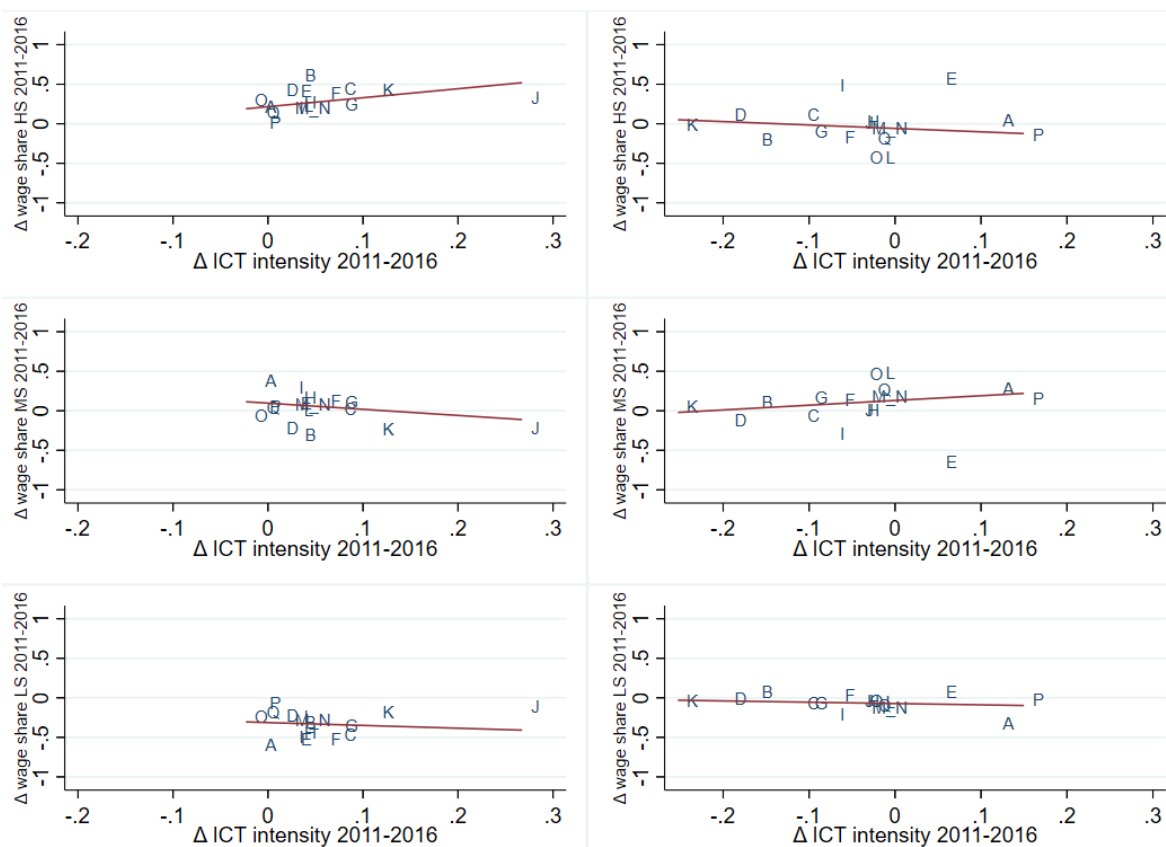 Δ wage share HS 2011-2016
1
.5
0
-.5
-1
B
D E F C K J
O A M_N G
P
-.2 -.1 0 .1 .2 .3
Δ ICT intensity 2011-2016
Δ wage share HS 2011-2016
1
.5
0
-.5
-1
I E
K D C A
B G F M_N P
Q
O L
-.2 -.1 0 .1 .2 .3
Δ ICT intensity 2011-2016
Δ wage share MS 2011-2016
1
.5
0
-.5
-1
A I
H F G
O M_N C
D B K J
-.2 -.1 0 .1 .2 .3
Δ ICT intensity 2011-2016
Δ wage share MS 2011-2016
1
.5
0
-.5
-1
O L
Q A
K B G F M_N P
D C J H
I E
-.2 -.1 0 .1 .2 .3
Δ ICT intensity 2011-2016
Δ wage share LS 2011-2016
1
.5
0
-.5
-1
P
O Q D K J
M_N G
A H E F C
-.2 -.1 0 .1 .2 .3
Δ ICT intensity 2011-2016
Δ wage share LS 2011-2016
1
.5
0
-.5
-1
B F E
K D C G P
M_N
I A
-.2 -.1 0 .1 .2 .3
Δ ICT intensity 2011-2016